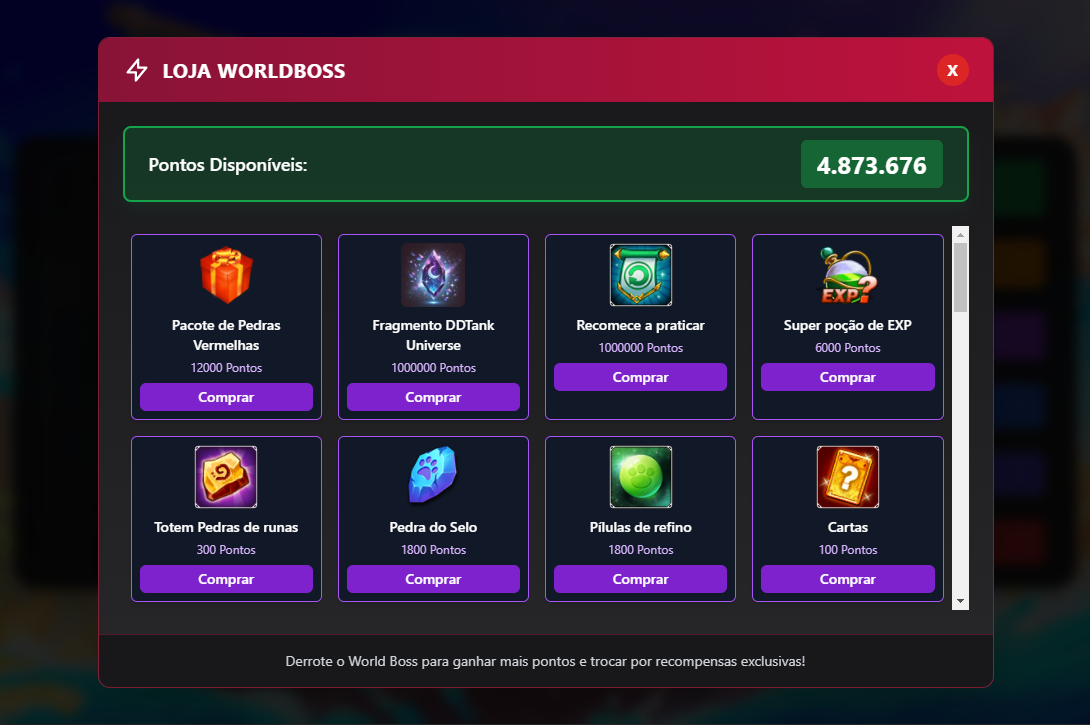 LOJA WORLDBOSS
X
Pontos Disponíveis:
4.873.676
Pacote de Pedras
Vermelhas
12000 Pontos
Comprar
Fragmento DDTank
Universe
1000000 Pontos
Comprar
Recomece a praticar
1000000 Pontos
Comprar
EXP?
Super poção de EXP
6000 Pontos
Comprar
Totem Pedras de runas
300 Pontos
Comprar
Pedra do Selo
1800 Pontos
Comprar
Pílulas de refino
1800 Pontos
Comprar
?
Cartas
100 Pontos
Comprar
Derrote o World Boss para ganhar mais pontos e trocar por recompensas exclusivas!